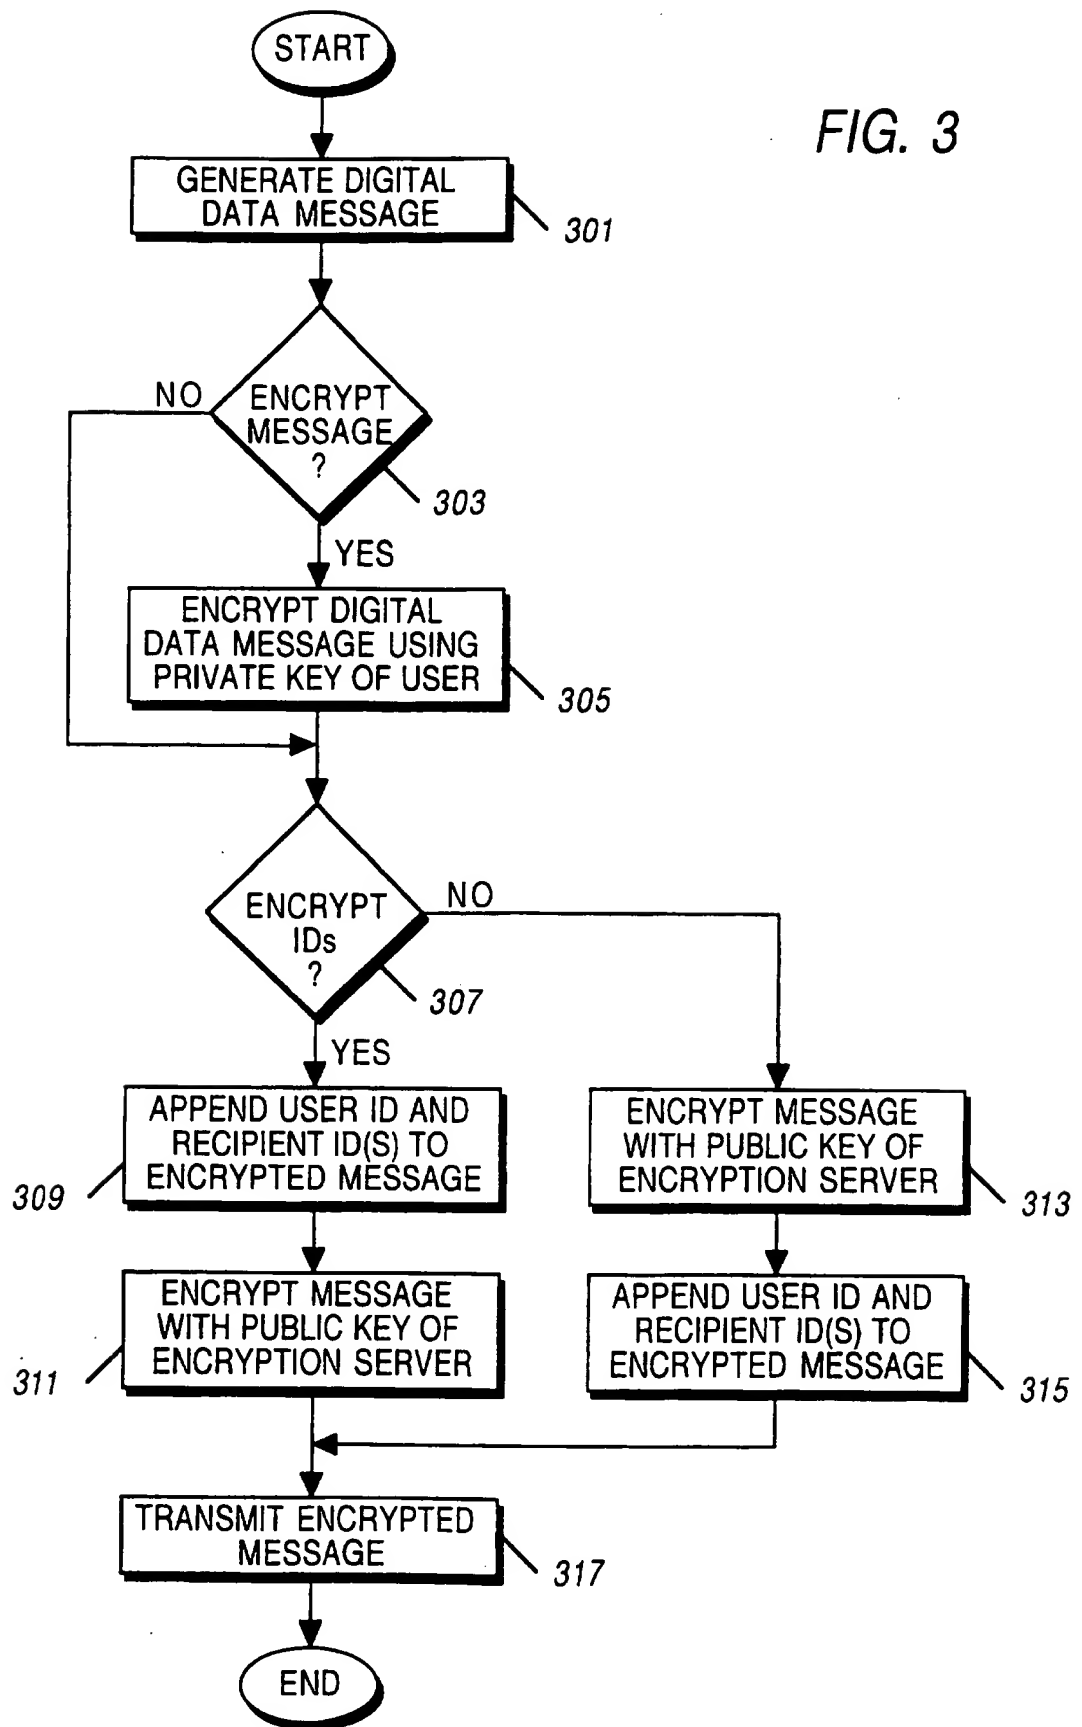 START
FIG. 3
GENERATE DIGITAL
DATA MESSAGE
301
NO
ENCRYPT
MESSAGE
?
303
YES
ENCRYPT DIGITAL
DATA MESSAGE USING
PRIVATE KEY OF USER
305
ENCRYPT
IDs
?
NO
307
YES
APPEND USER ID AND
RECIPIENT ID(S) TO
ENCRYPTED MESSAGE
309
ENCRYPT MESSAGE
WITH PUBLIC KEY OF
ENCRYPTION SERVER
313
ENCRYPT MESSAGE
WITH PUBLIC KEY OF
ENCRYPTION SERVER
311
APPEND USER ID AND
RECIPIENT ID(S) TO
ENCRYPTED MESSAGE
315
TRANSMIT ENCRYPTED
MESSAGE
317
END